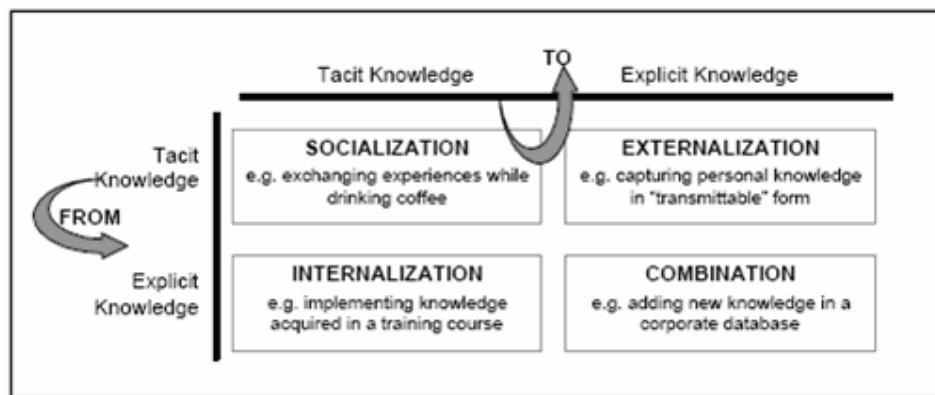 TO
Tacit Knowledge
Explicit Knowledge
Tacit
Knowledge
FROM
Explicit
Knowledge
SOCIALIZATION
e.g. exchanging experiences while
drinking coffee
EXTERNALIZATION
e.g. capturing personal knowledge
in "transmittable" form
INTERNALIZATION
e.g. implementing knowledge
acquired in a training course
COMBINATION
e.g. adding new knowledge in a
corporate database